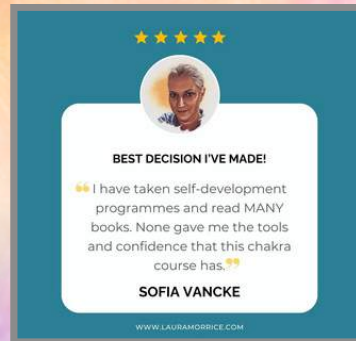 BEST DECISION I'VE MADE!
“I have taken self-development
programmes and read MANY
books. None gave me the tools
and confidence that this chakra
course has.”
SOFIA VANCKE
WWW.LAURAMORRICE.COM